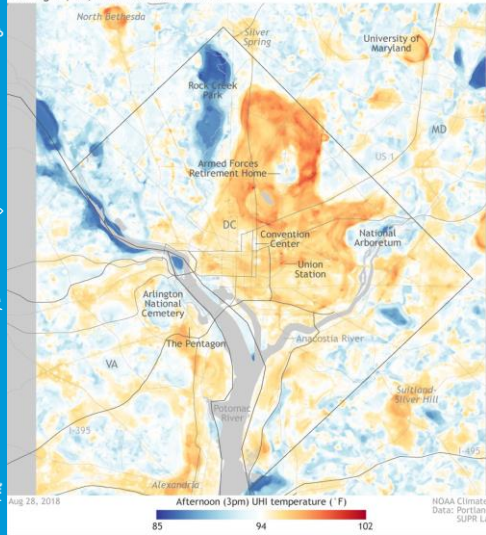 North Bethesda
Silver
Spring
University of
Maryland
Rock Creek
Park
MD
US 1
Armed Forces
Retirement Home
DC
Convention
Center
National
Arboretum
Union
Station
Arlington
National
Cemetery
Anacostia River
The Pentagon
VA
Suitland-
Silver Hill
Potomac
River
I-395
I-495
Alexandria
Aug 28, 2018
Afternoon (3pm) UHI temperature (°F)
NOAA Climate
Data: Portlan
SUPR La
85
94
102